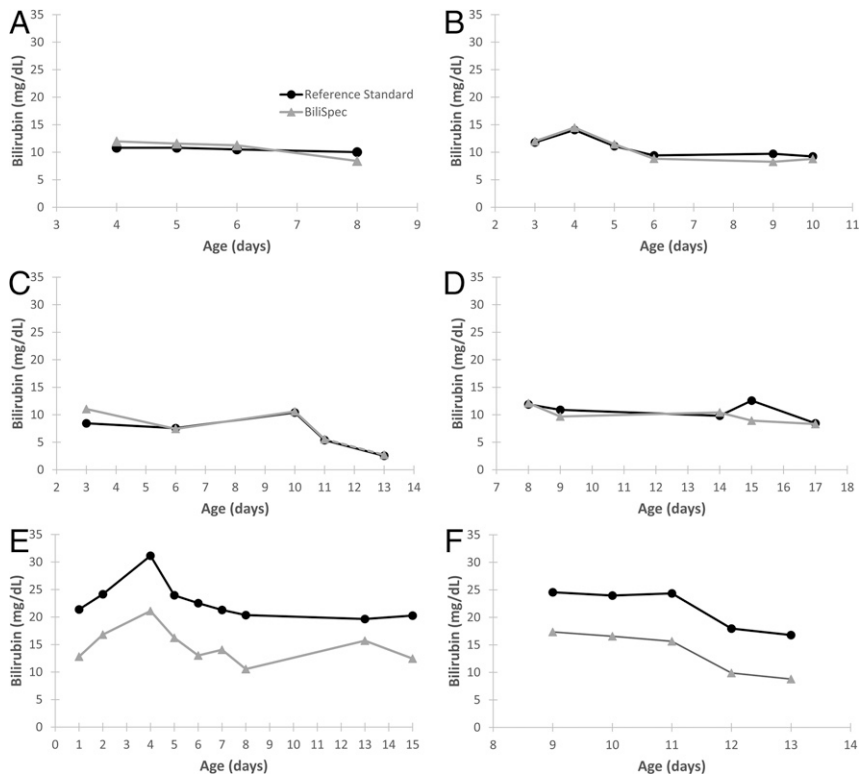 A
Bilirubin (mg/dL)
35
30
25
20
15
10
5
0
3 4 5 6 7 8 9
Age (days)
Reference Standard
BiliSpec
B
Bilirubin (mg/dL)
35
30
25
20
15
10
5
0
2 3 4 5 6 7 8 9 10 11
Age (days)
C
Bilirubin (mg/dL)
35
30
25
20
15
10
5
0
2 3 4 5 6 7 8 9 10 11 12 13 14
Age (days)
D
Bilirubin (mg/dL)
35
30
25
20
15
10
5
0
7 8 9 10 11 12 13 14 15 16 17 18
Age (days)
E
Bilirubin (mg/dL)
35
30
25
20
15
10
5
0
0 1 2 3 4 5 6 7 8 9 10 11 12 13 14 15
Age (days)
F
Bilirubin (mg/dL)
35
30
25
20
15
10
5
0
8 9 10 11 12 13 14
Age (days)